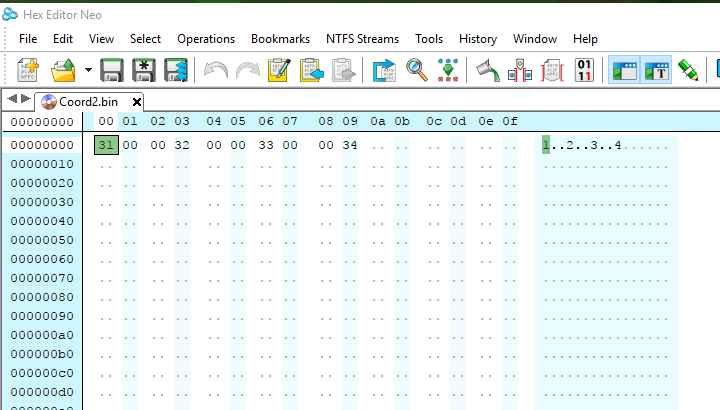 Hex Editor Neo
File Edit View Select Operations Bookmarks NTFS Streams Tools History Window Help
Coord2.bin
00000000 00 01 02 03 04 05 06 07 08 09 0a 0b 0c 0d 0e 0f
00000000 31 00 00 32 00 00 33 00 00 34 .. .. .. .. .. .. 1..2..3..4......
00000010 .. .. .. .. .. .. .. .. .. .. .. .. .. .. .. .. ................
00000020 .. .. .. .. .. .. .. .. .. .. .. .. .. .. .. .. ................
00000030 .. .. .. .. .. .. .. .. .. .. .. .. .. .. .. .. ................
00000040 .. .. .. .. .. .. .. .. .. .. .. .. .. .. .. .. ................
00000050 .. .. .. .. .. .. .. .. .. .. .. .. .. .. .. .. ................
00000060 .. .. .. .. .. .. .. .. .. .. .. .. .. .. .. .. ................
00000070 .. .. .. .. .. .. .. .. .. .. .. .. .. .. .. .. ................
00000080 .. .. .. .. .. .. .. .. .. .. .. .. .. .. .. .. ................
00000090 .. .. .. .. .. .. .. .. .. .. .. .. .. .. .. .. ................
000000a0 .. .. .. .. .. .. .. .. .. .. .. .. .. .. .. .. ................
000000b0 .. .. .. .. .. .. .. .. .. .. .. .. .. .. .. .. ................
000000c0 .. .. .. .. .. .. .. .. .. .. .. .. .. .. .. .. ................
000000d0 .. .. .. .. .. .. .. .. .. .. .. .. .. .. .. .. ................